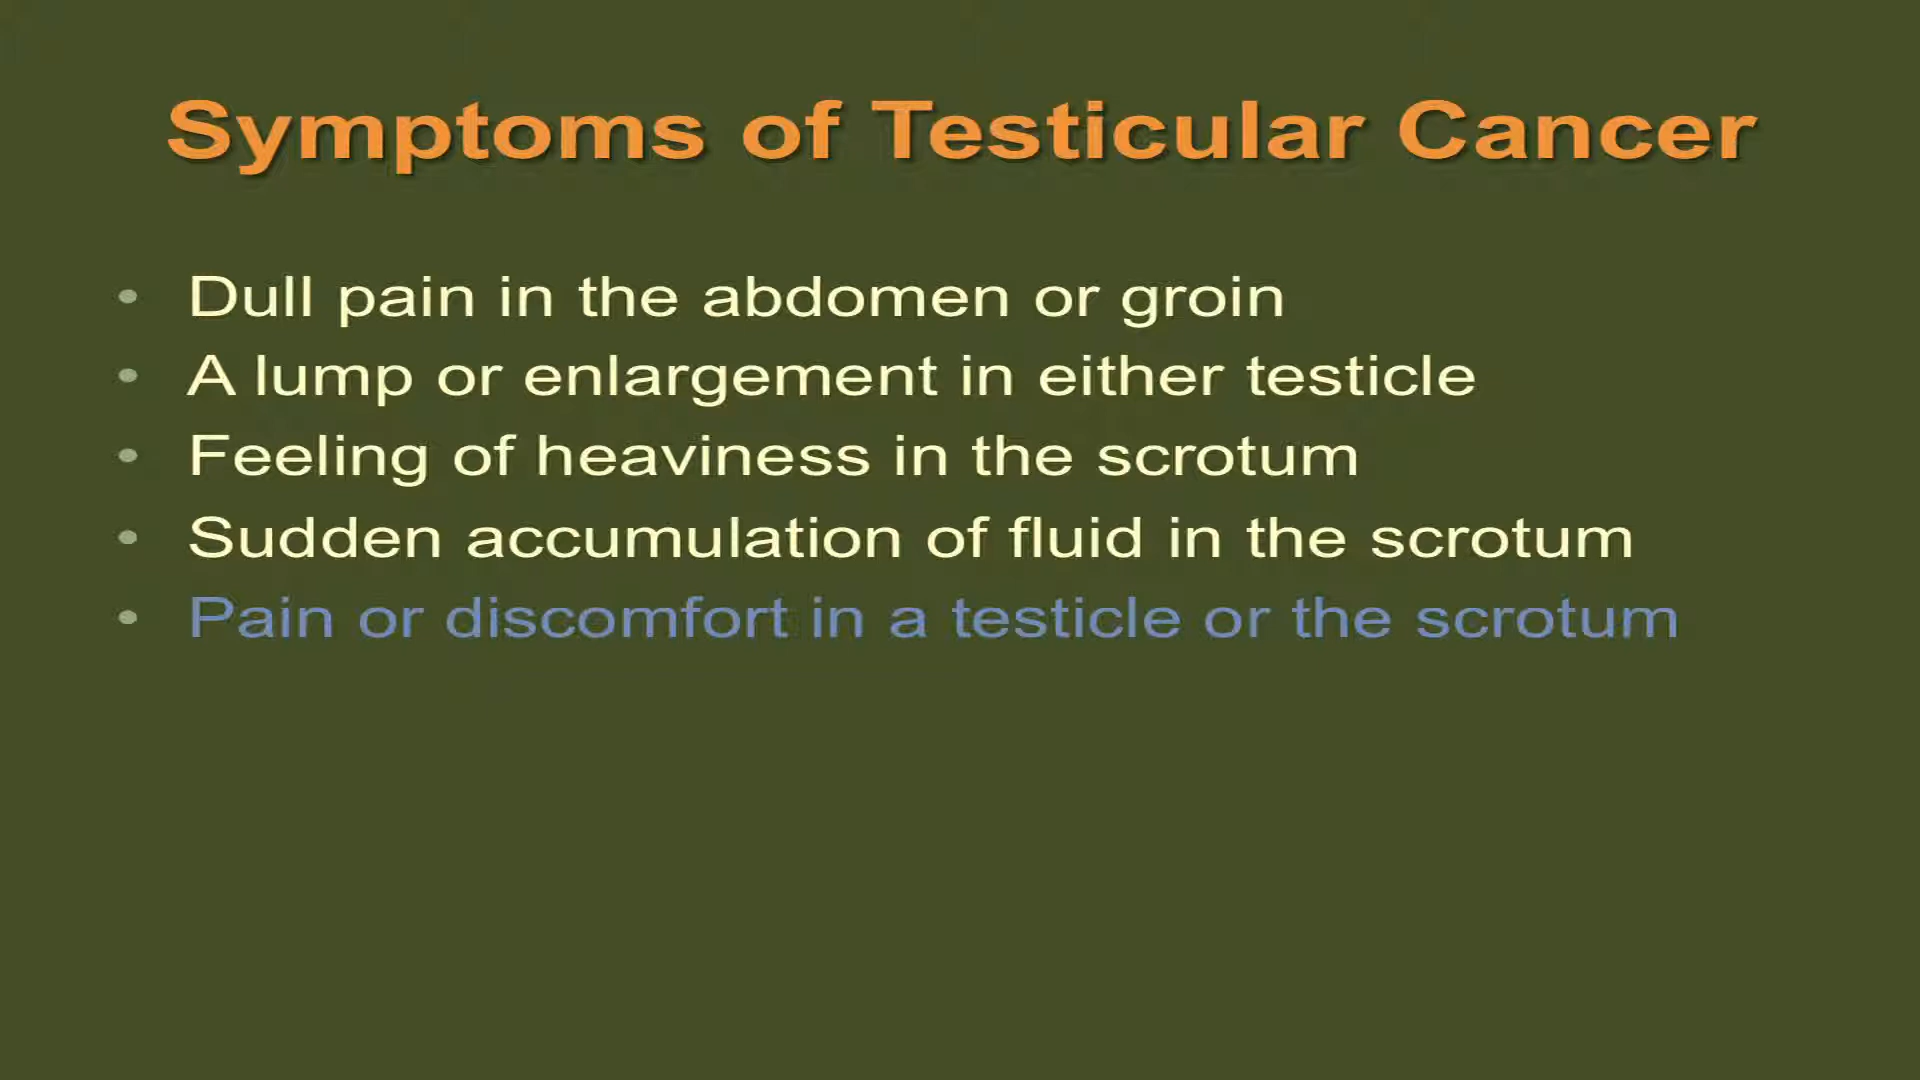 Symptoms of Testicular Cancer
• Dull pain in the abdomen or groin
• A lump or enlargement in either testicle
• Feeling of heaviness in the scrotum
• Sudden accumulation of fluid in the scrotum
• Pain or discomfort in a testicle or the scrotum